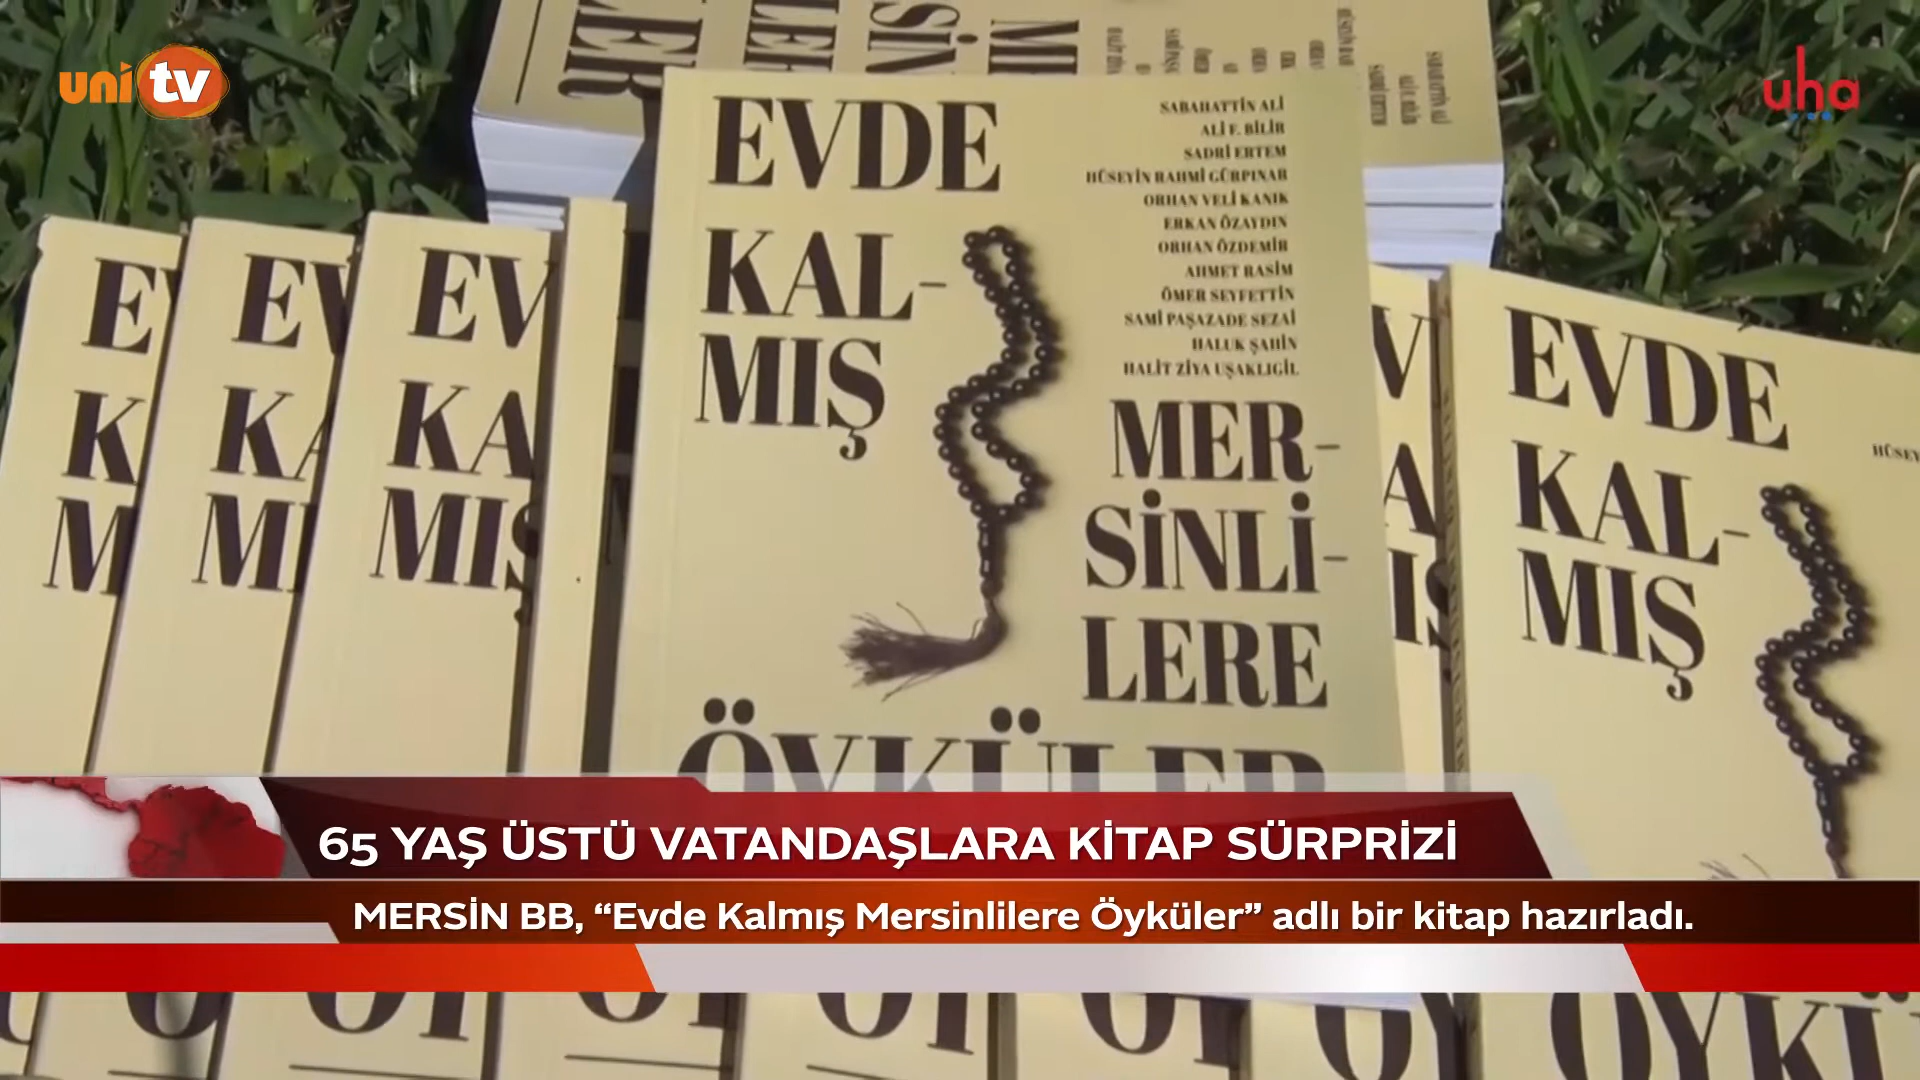 uni tv
uha
EVDE
KAL-
MIŞ
SABAHATTİN ALİ
ALİ F. BİLİR
SADRİ ERTEM
HÜSEYİN RAHMİ GÜRPINAR
ORHAN VELİ KANIK
ERKAN ÖZAYDIN
ORHAN ÖZDEMİR
AHMET RASİM
ÖMER SEYFETTİN
SAMİ PAŞAZADE SEZAİ
HALUK ŞAHİN
HALİT ZİYA UŞAKLIGİL
MER-
SİNLİ-
LERE
ÖYKÜLER
EVDE
KAL-
MIŞ
65 YAŞ ÜSTÜ VATANDAŞLARA KİTAP SÜRPRİZİ
MERSİN BB, “Evde Kalmış Mersinlilere Öyküler” adlı bir kitap hazırladı.